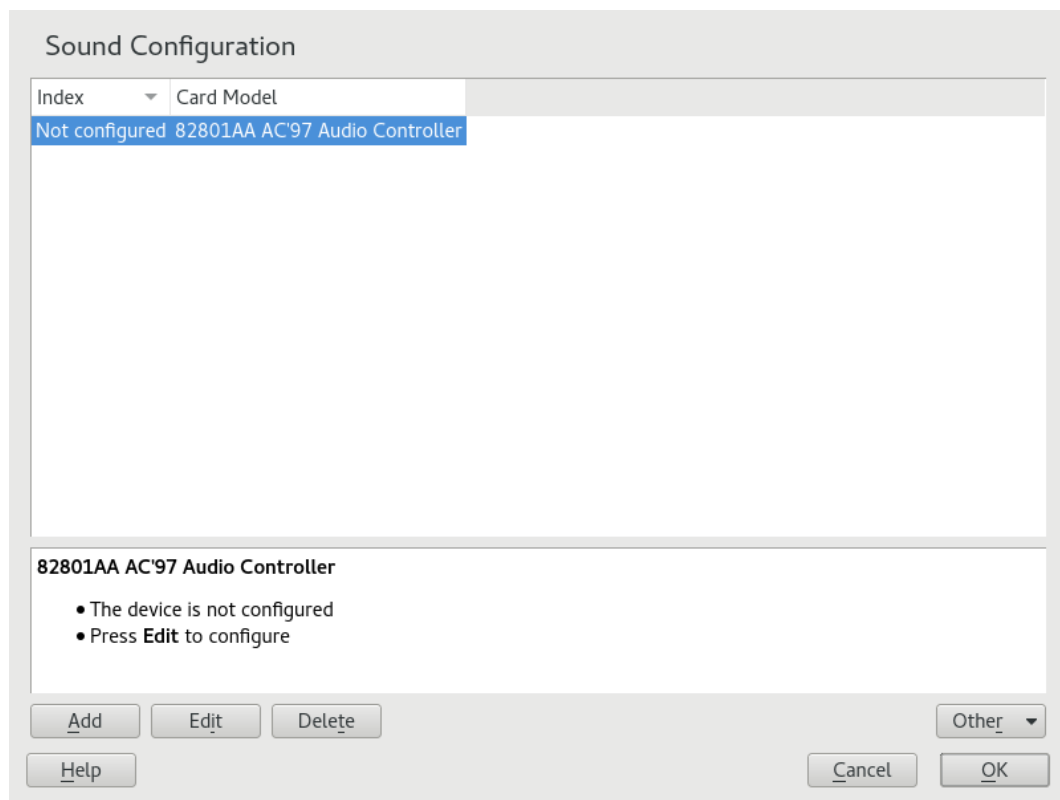 Sound Configuration
Index Card Model
Not configured 82801AA AC'97 Audio Controller
82801AA AC'97 Audio Controller
• The device is not configured
• Press Edit to configure
Add Edit Delete Other
Help Cancel OK